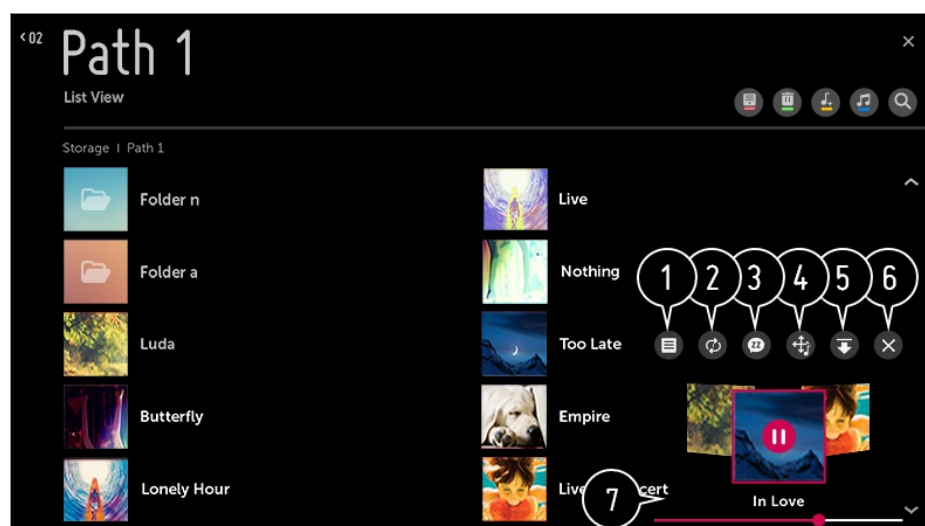 < 02
Path 1
List View
Storage I Path 1
Folder n
Live
Folder a
Nothing
1 2 3 4 5 6
Luda
Too Late
ZZ
Butterfly
Empire
Lonely Hour
7
In Love